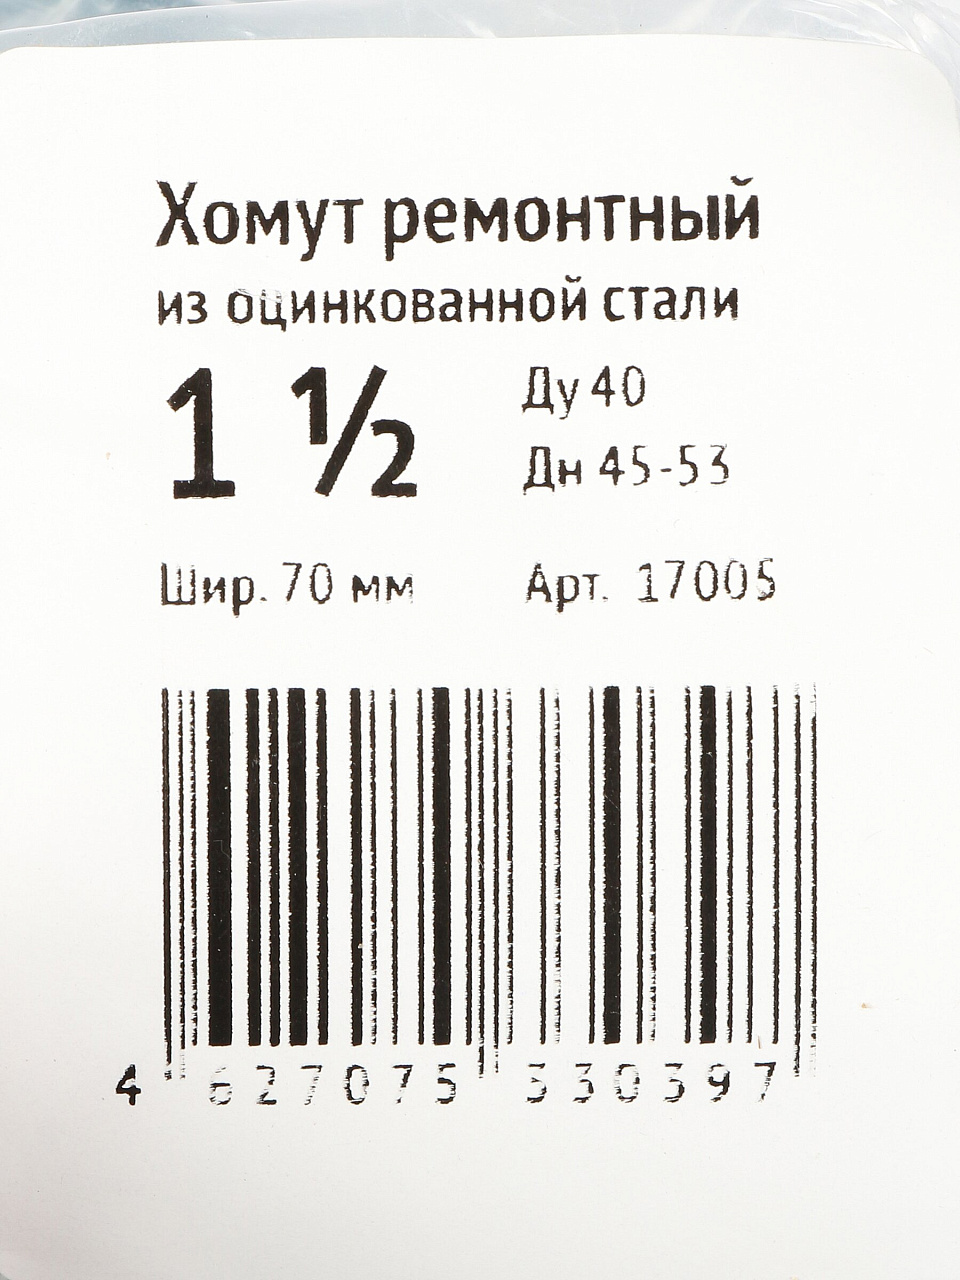 Хомут ремонтный
из оцинкованной стали
1 ½
Ду 40
Дн 45-53
Шир. 70 мм
Арт. 17005
4 627075 330397